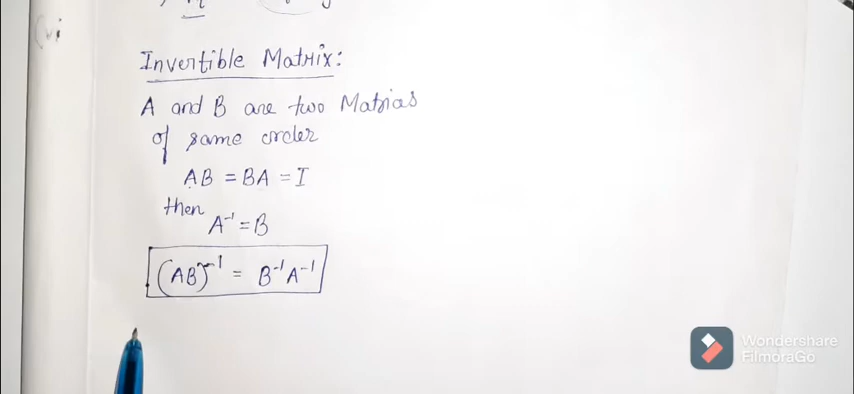 (vi
Invertible Matrix:
A and B are two Matrias
of same order
AB = BA = I
then
A⁻¹ = B
(AB)⁻¹ = B⁻¹A⁻¹
Wondershare
FilmoraGo